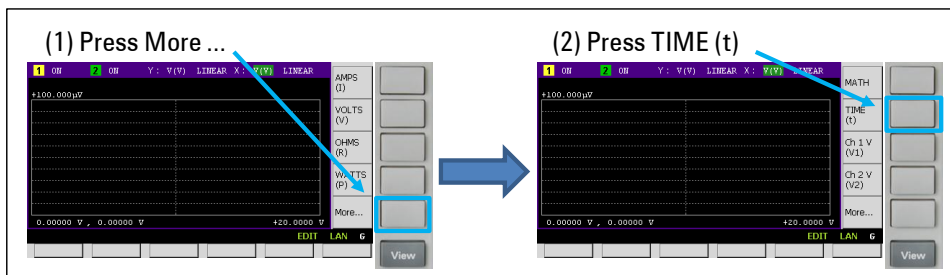 (1) Press More ...
1 ON 2 ON Y: V(V) LINEAR X: V(V) LINEAR
+100.000µV
0.00000 V , 0.00000 V +20.0000 V
EDIT LAN G
AMPS
(I)
VOLTS
(V)
OHMS
(R)
WATTS
(P)
More...
View
(2) Press TIME (t)
1 ON 2 ON Y: V(V) LINEAR X: V(V) LINEAR
+100.000µV
0.00000 V , 0.00000 V +20.0000 V
EDIT LAN G
MATH
TIME
(t)
Ch 1 V
(V1)
Ch 2 V
(V2)
More...
View